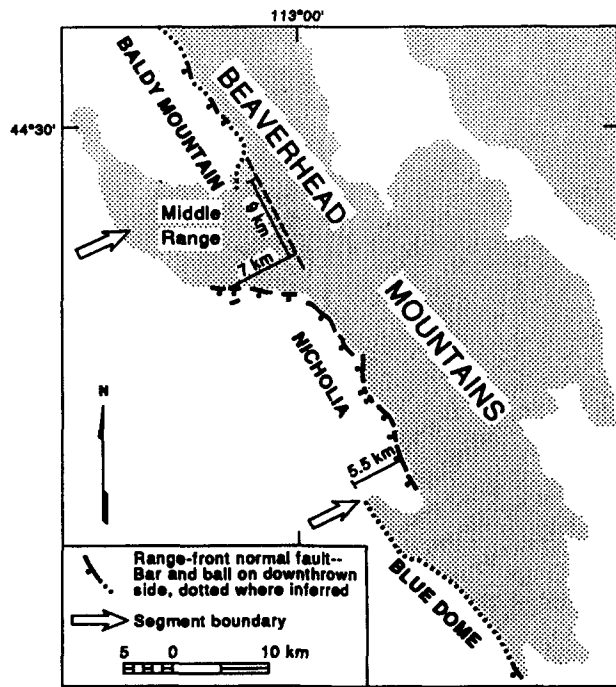 113°00'
BALDY MOUNTAIN
BEAVERHEAD
44°30'
Middle
Range
9 km
7 km
MOUNTAINS
NICHOLIA
N
5.5 km
BLUE DOME
Range-front normal fault--
Bar and ball on downthrown
side, dotted where inferred
Segment boundary
5 0 10 km